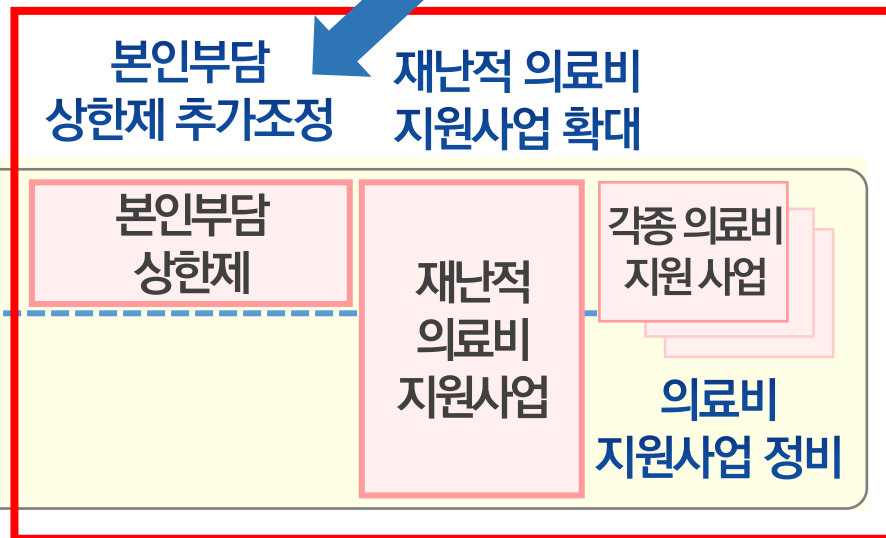 본인부담
상한제 추가조정
재난적 의료비
지원사업 확대
본인부담
상한제
재난적
의료비
지원사업
각종 의료비
지원 사업
의료비
지원사업 정비